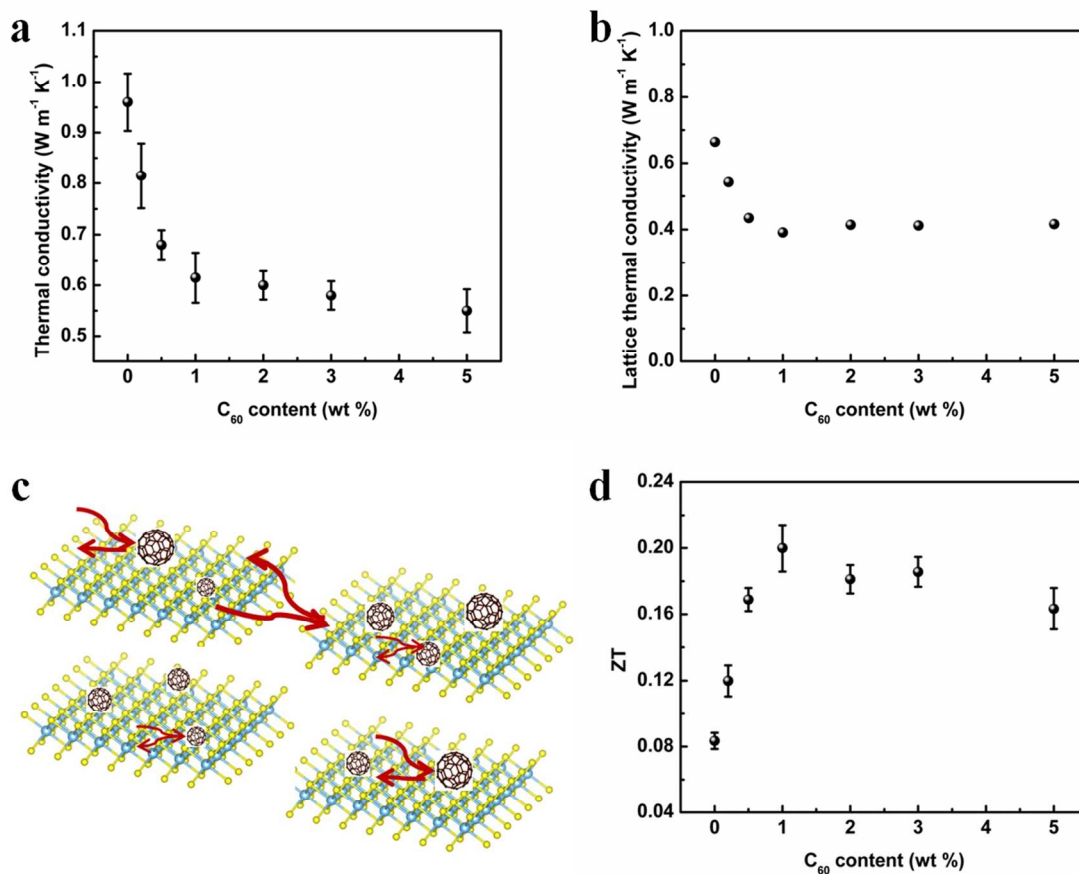 a
1.1
1.0
0.9
0.8
0.7
0.6
0.5
Thermal conductivity (W m⁻¹ K⁻¹)
0 1 2 3 4 5
C₆₀ content (wt %)
b
1.0
0.8
0.6
0.4
0.2
0.0
Lattice thermal conductivity (W m⁻¹ K⁻¹)
0 1 2 3 4 5
C₆₀ content (wt %)
c
d
0.24
0.20
0.16
0.12
0.08
0.04
ZT
0 1 2 3 4 5
C₆₀ content (wt %)